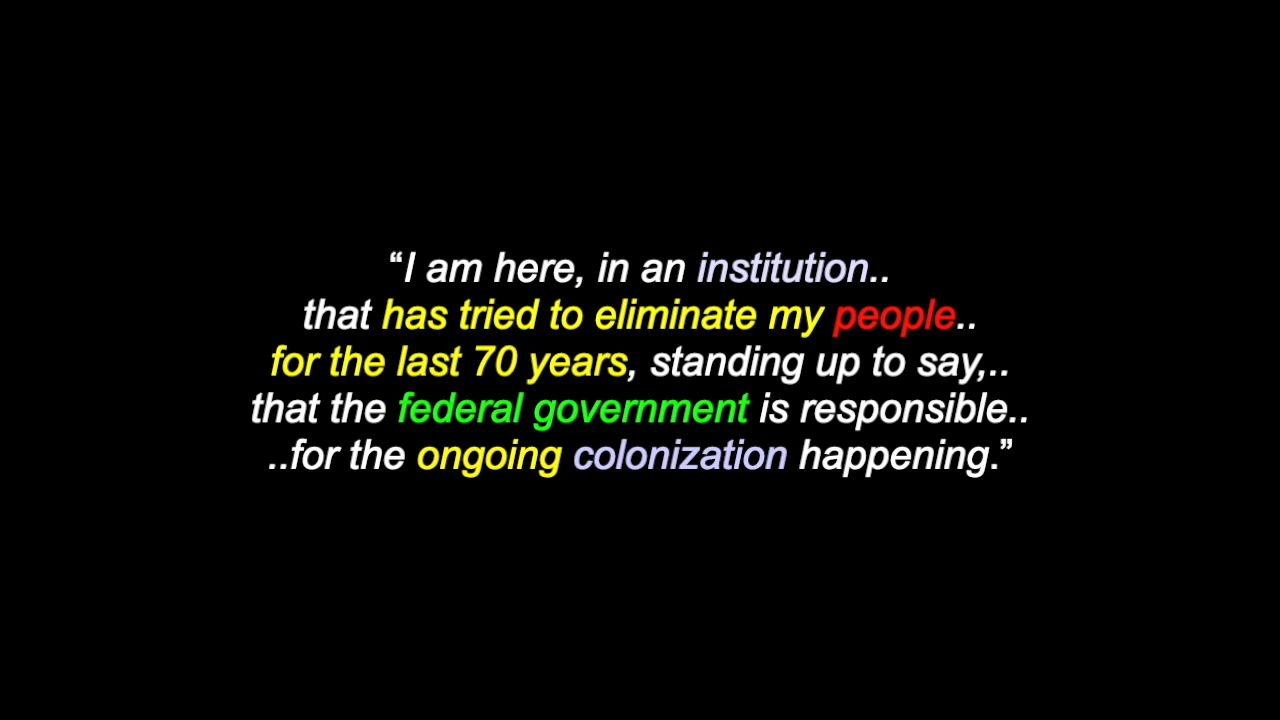 “I am here, in an institution..
that has tried to eliminate my people..
for the last 70 years, standing up to say,..
that the federal government is responsible..
..for the ongoing colonization happening.”